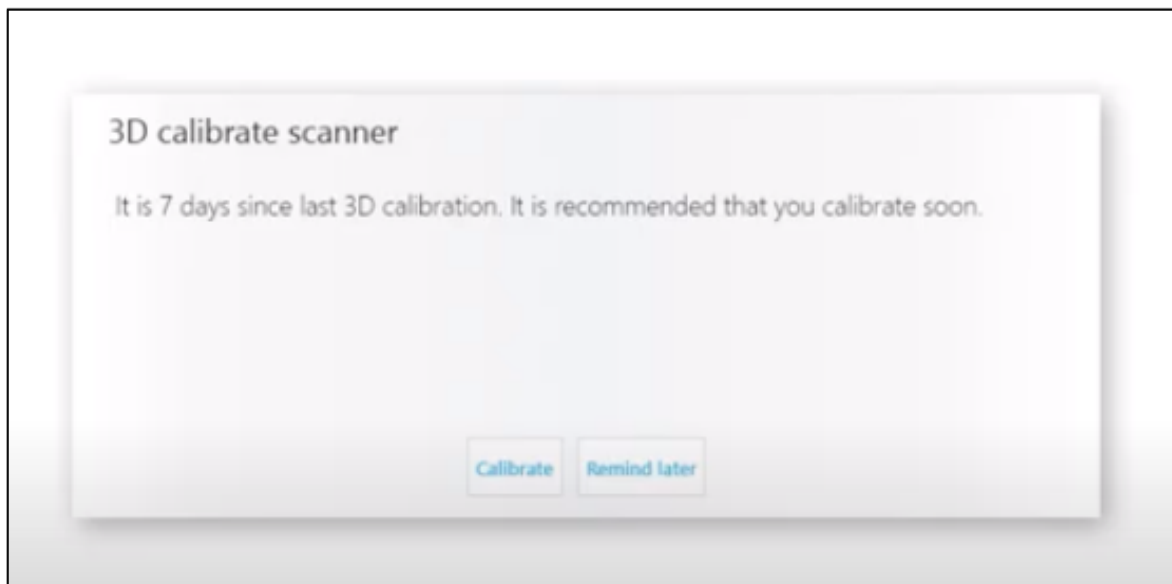 3D calibrate scanner
It is 7 days since last 3D calibration. It is recommended that you calibrate soon.
Calibrate
Remind later